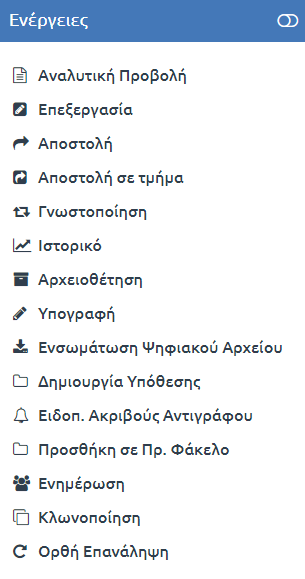 Ενέργειες
Αναλυτική Προβολή
Επεξεργασία
Αποστολή
Αποστολή σε τμήμα
Γνωστοποίηση
Ιστορικό
Αρχειοθέτηση
Υπογραφή
Ενσωμάτωση Ψηφιακού Αρχείου
Δημιουργία Υπόθεσης
Ειδοπ. Ακριβούς Αντιγράφου
Προσθήκη σε Πρ. Φάκελο
Ενημέρωση
Κλωνοποίηση
Ορθή Επανάληψη